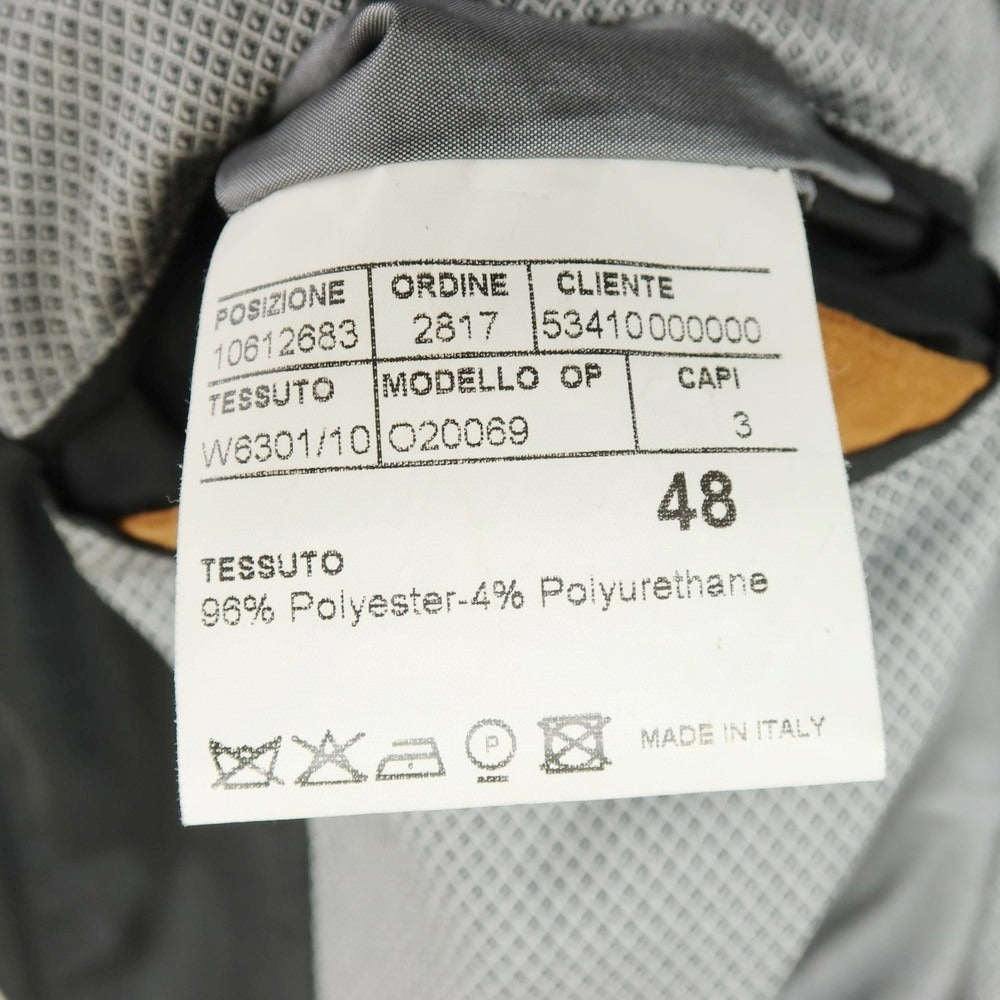 POSIZIONE ORDINE CLIENTE
10612683 2817 53410000000
TESSUTO MODELLO OP CAPI
W6301/10 O20069 3
48
TESSUTO
96% Polyester-4% Polyurethane
P
MADE IN ITALY